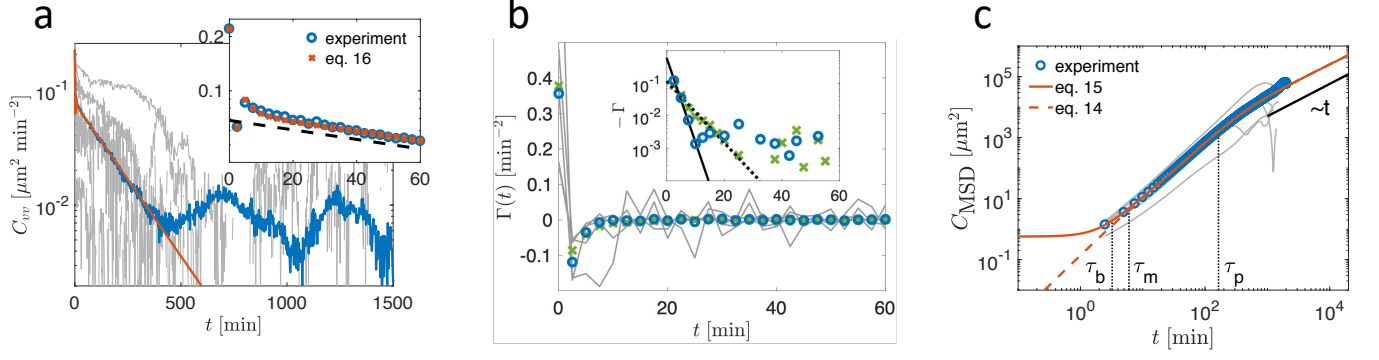 a
C_vv [μm² min⁻²]
10⁻¹
10⁻²
0
500
1000
1500
t [min]
0.2
0.1
0
20
40
60
experiment
eq. 16
b
Γ(t) [min⁻²]
0.4
0.3
0.2
0.1
0
-0.1
0
20
40
60
t [min]
−Γ
10⁻¹
10⁻²
10⁻³
0
20
40
60
c
C_MSD [μm²]
10⁵
10³
10¹
10⁻¹
10⁰
10²
10⁴
t [min]
experiment
eq. 15
eq. 14
~t
τ_b
τ_m
τ_p